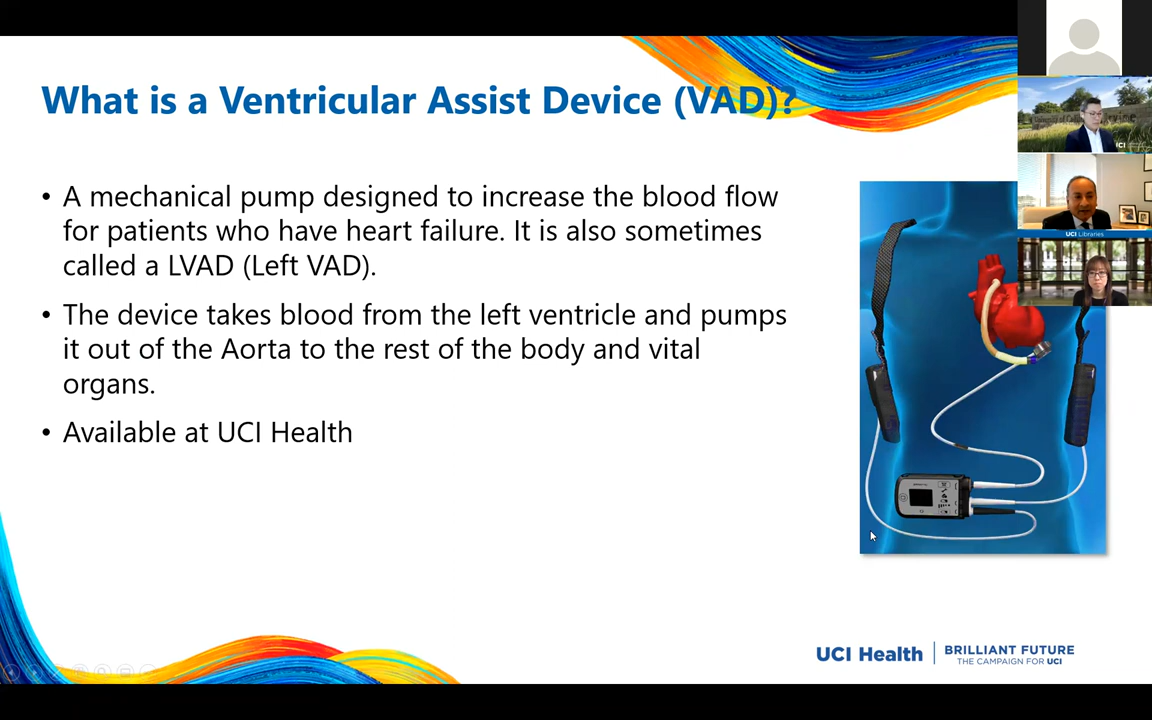 What is a Ventricular Assist Device (VAD)?
• A mechanical pump designed to increase the blood flow
for patients who have heart failure. It is also sometimes
called a LVAD (Left VAD).
• The device takes blood from the left ventricle and pumps
it out of the Aorta to the rest of the body and vital
organs.
• Available at UCI Health
UCI
UCI Libraries
UCI Health
BRILLIANT FUTURE
THE CAMPAIGN FOR UCI